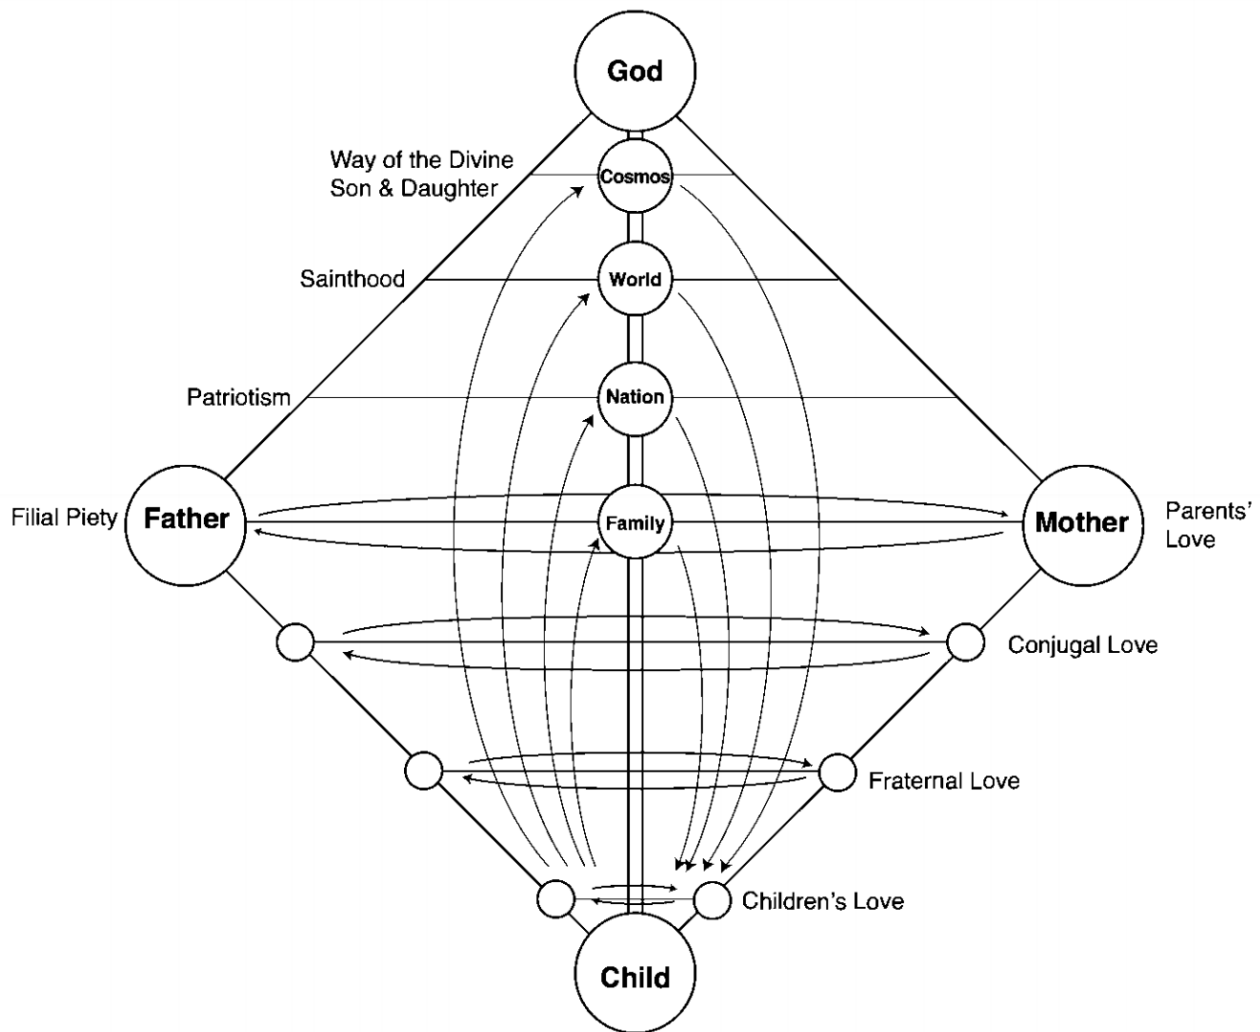 God
Way of the Divine
Son & Daughter
Cosmos
Sainthood
World
Patriotism
Nation
Filial Piety
Father
Family
Mother
Parents'
Love
Conjugal Love
Fraternal Love
Children's Love
Child